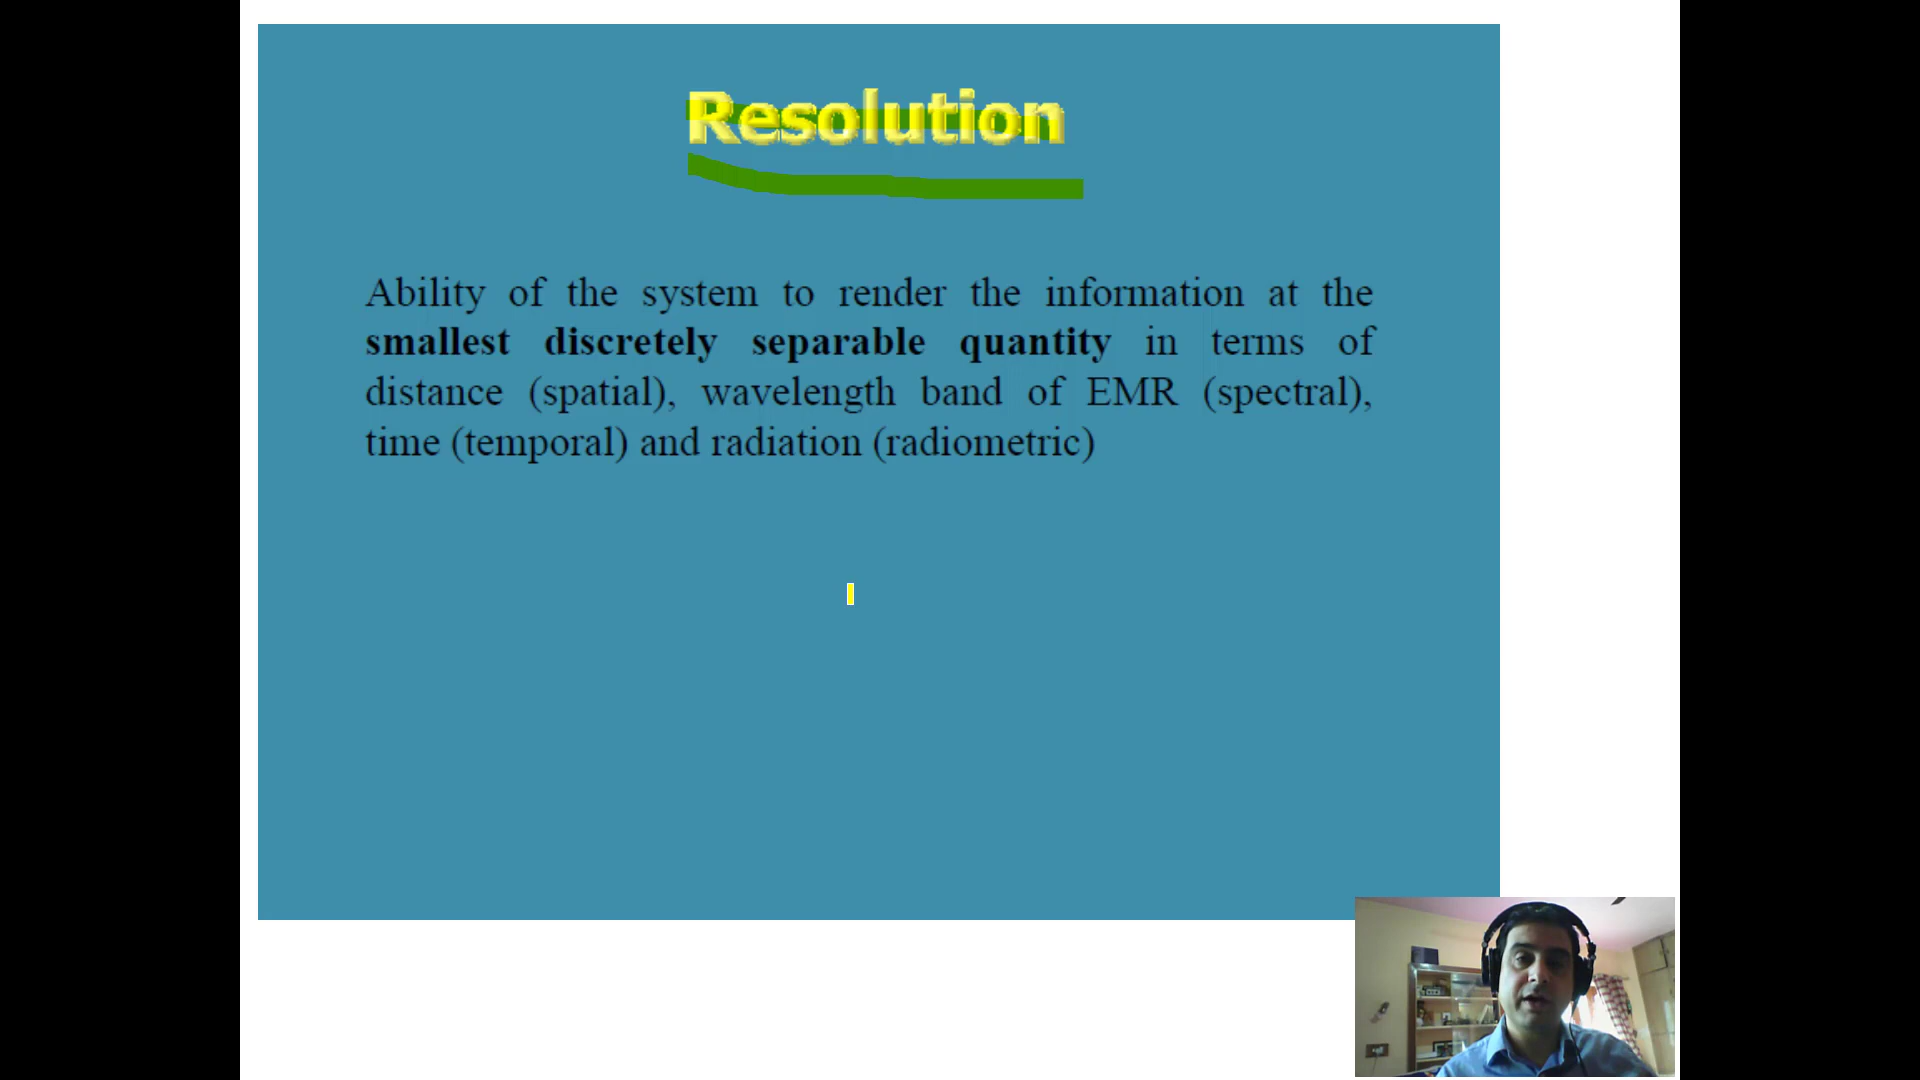 Resolution
Ability of the system to render the information at the
smallest discretely separable quantity in terms of
distance (spatial), wavelength band of EMR (spectral),
time (temporal) and radiation (radiometric)